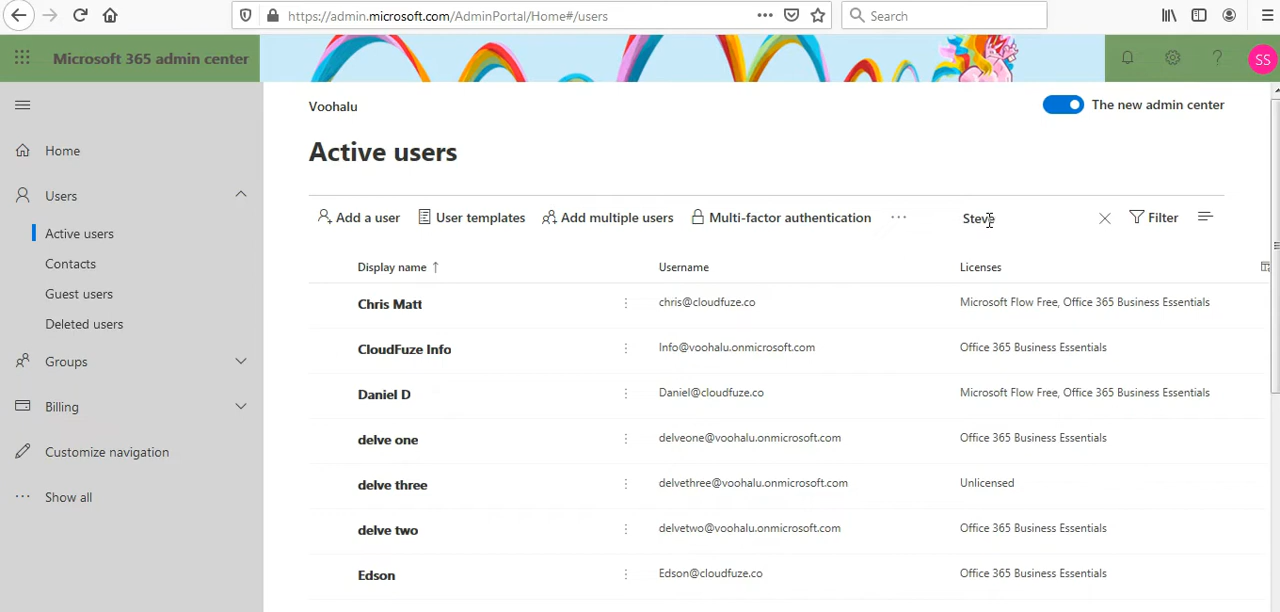 https://admin.microsoft.com/AdminPortal/Home#/users
Search
Microsoft 365 admin center
SS
Voohalu
The new admin center
Active users
Home
Users
Active users
Contacts
Guest users
Deleted users
Groups
Billing
Customize navigation
Show all
Add a user User templates Add multiple users Multi-factor authentication Steve Filter
Display name ↑ Username Licenses
Chris Matt chris@cloudfuze.co Microsoft Flow Free, Office 365 Business Essentials
CloudFuze Info Info@voohalu.onmicrosoft.com Office 365 Business Essentials
Daniel D Daniel@cloudfuze.co Microsoft Flow Free, Office 365 Business Essentials
delve one delveone@voohalu.onmicrosoft.com Office 365 Business Essentials
delve three delvethree@voohalu.onmicrosoft.com Unlicensed
delve two delvetwo@voohalu.onmicrosoft.com Office 365 Business Essentials
Edson Edson@cloudfuze.co Office 365 Business Essentials